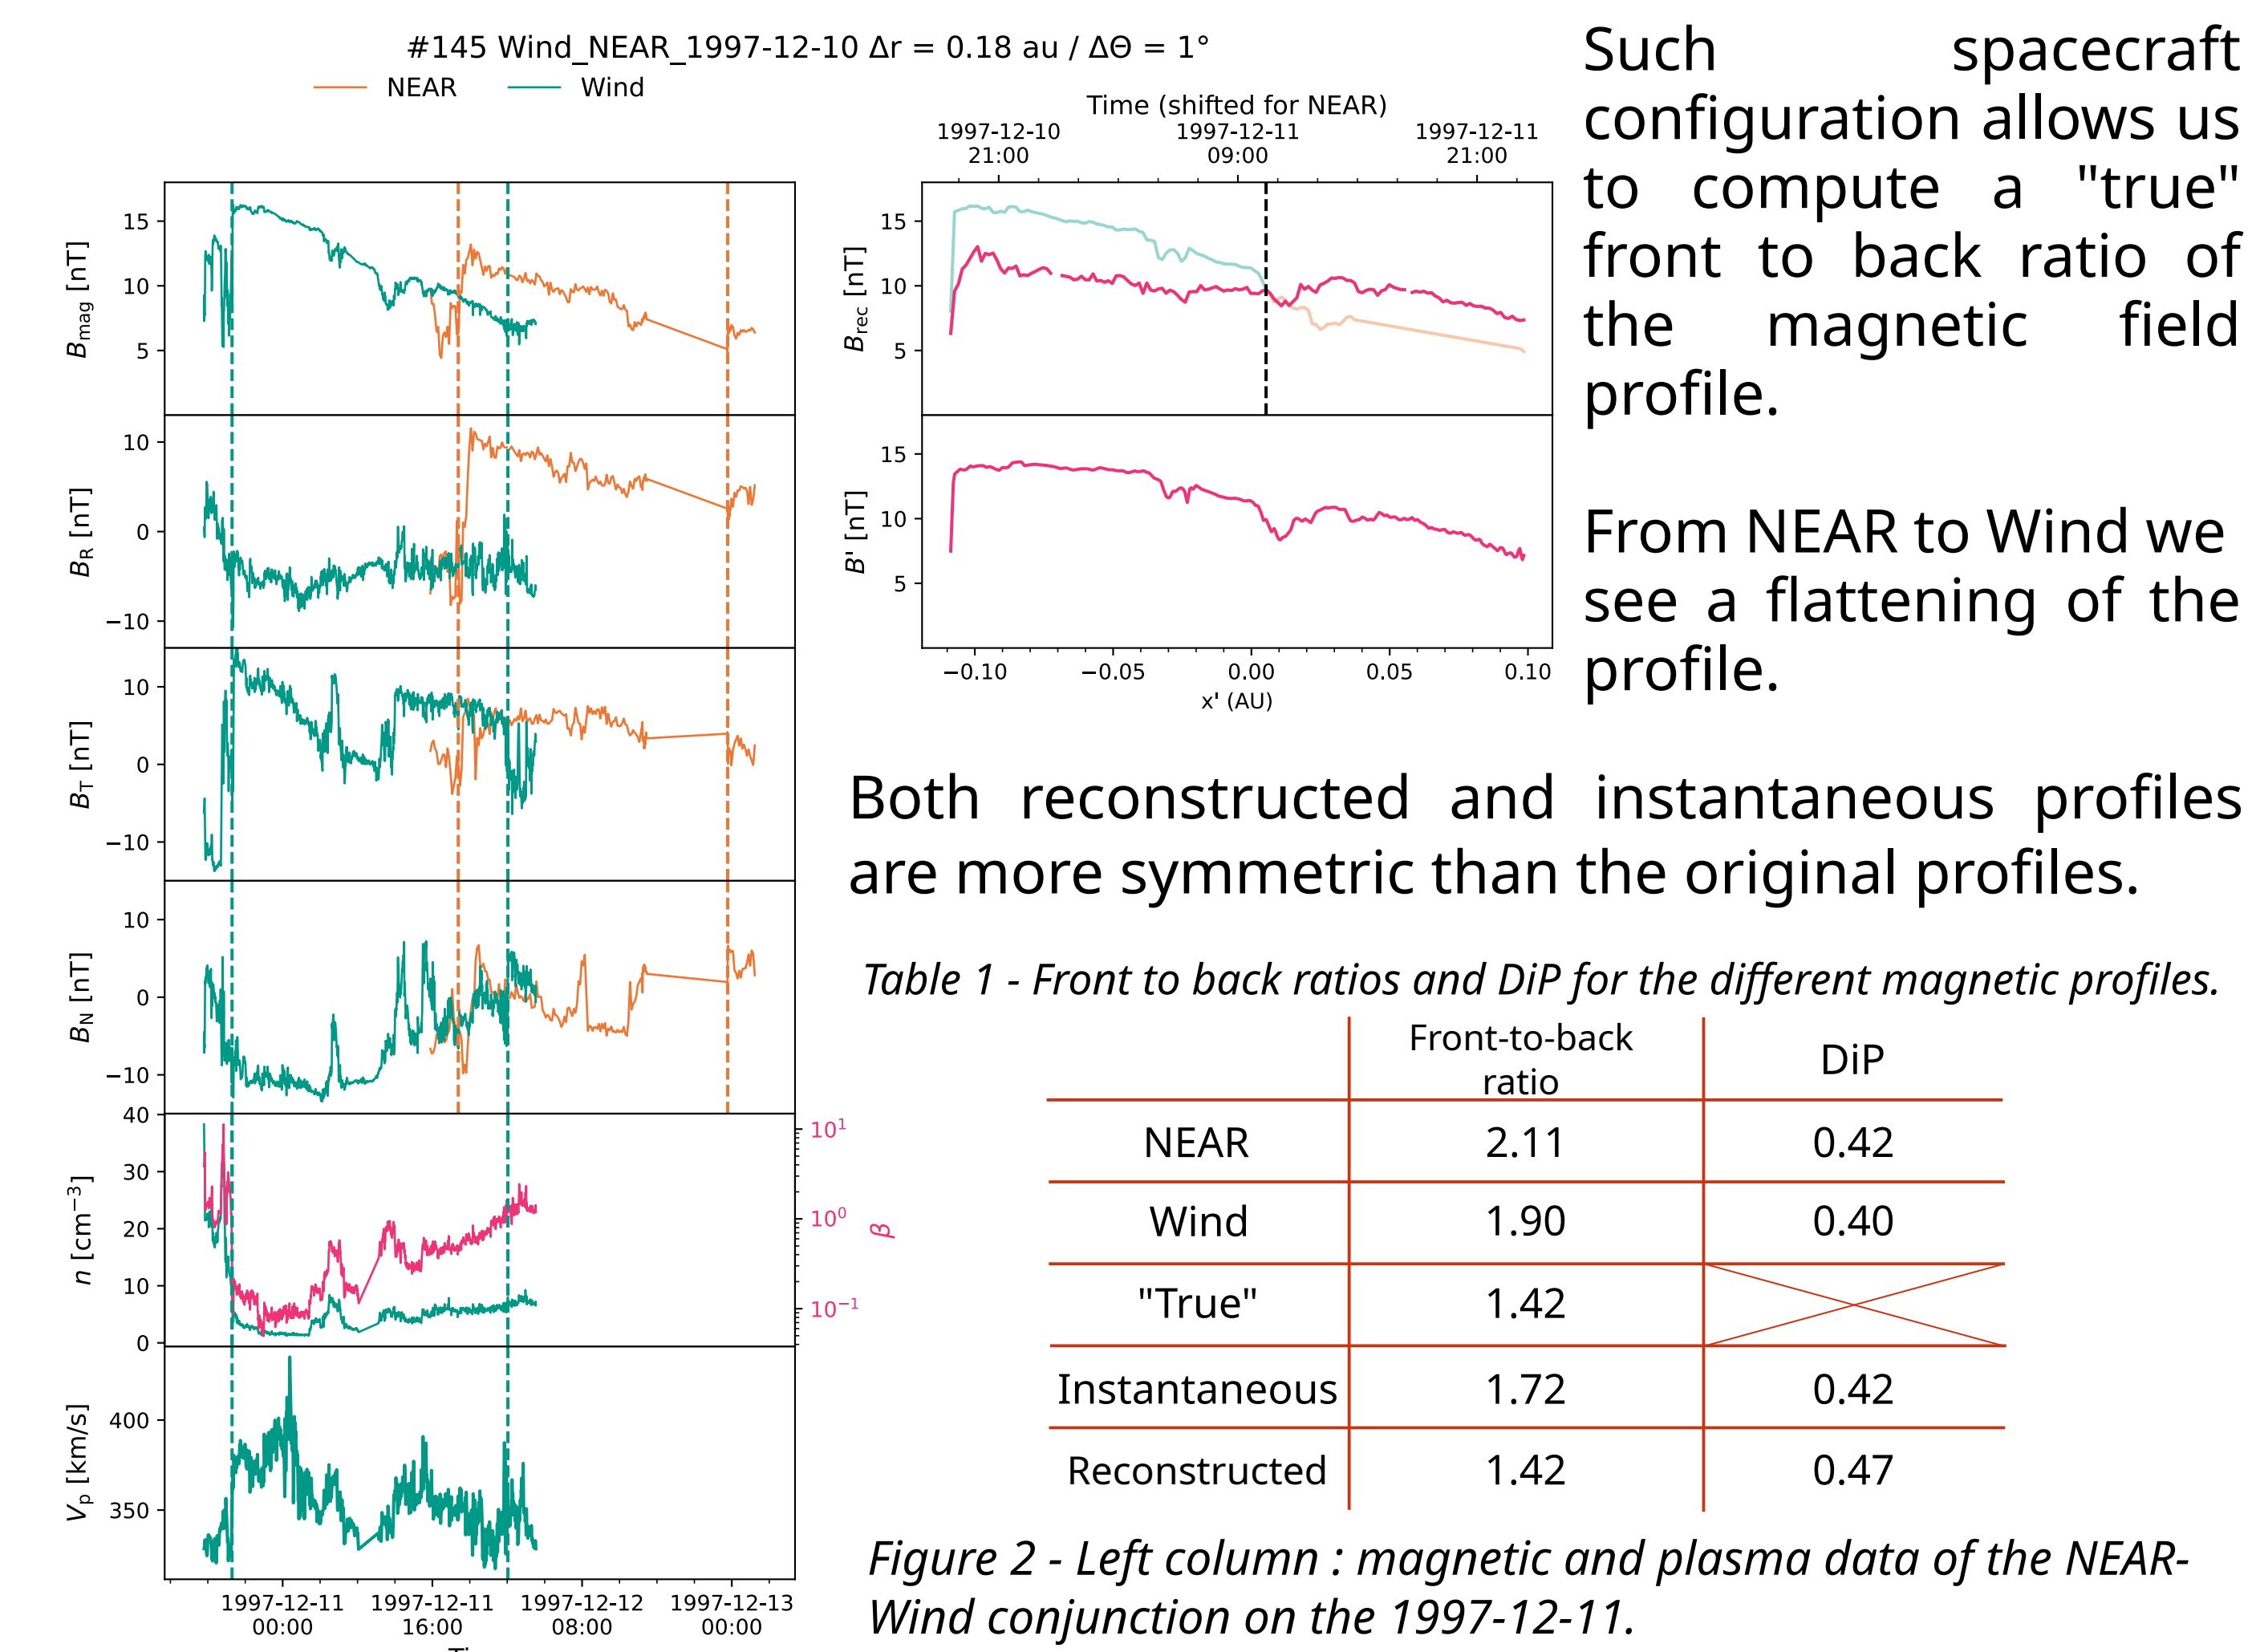 #145 Wind_NEAR_1997-12-10 Δr = 0.18 au / ΔΘ = 1°
NEAR Wind
15
10
5
B_mag [nT]
10
0
−10
B_R [nT]
10
0
−10
B_T [nT]
10
0
−10
B_N [nT]
40
30
20
10
0
n [cm⁻³]
10¹
10⁰
10⁻¹
β
400
350
V_p [km/s]
1997-12-11 1997-12-11 1997-12-12 1997-12-13
00:00 16:00 08:00 00:00
Time (shifted for NEAR)
1997-12-10 1997-12-11 1997-12-11
21:00 09:00 21:00
15
10
5
B_rec [nT]
15
10
5
B' [nT]
−0.10 −0.05 0.00 0.05 0.10
x' (AU)
Such spacecraft
configuration allows us
to compute a "true"
front to back ratio of
the magnetic field
profile.
From NEAR to Wind we
see a flattening of the
profile.
Both reconstructed and instantaneous profiles
are more symmetric than the original profiles.
Table 1 - Front to back ratios and DiP for the different magnetic profiles.
Front-to-back
ratio
DiP
NEAR 2.11 0.42
Wind 1.90 0.40
"True" 1.42
Instantaneous 1.72 0.42
Reconstructed 1.42 0.47
Figure 2 - Left column : magnetic and plasma data of the NEAR-
Wind conjunction on the 1997-12-11.